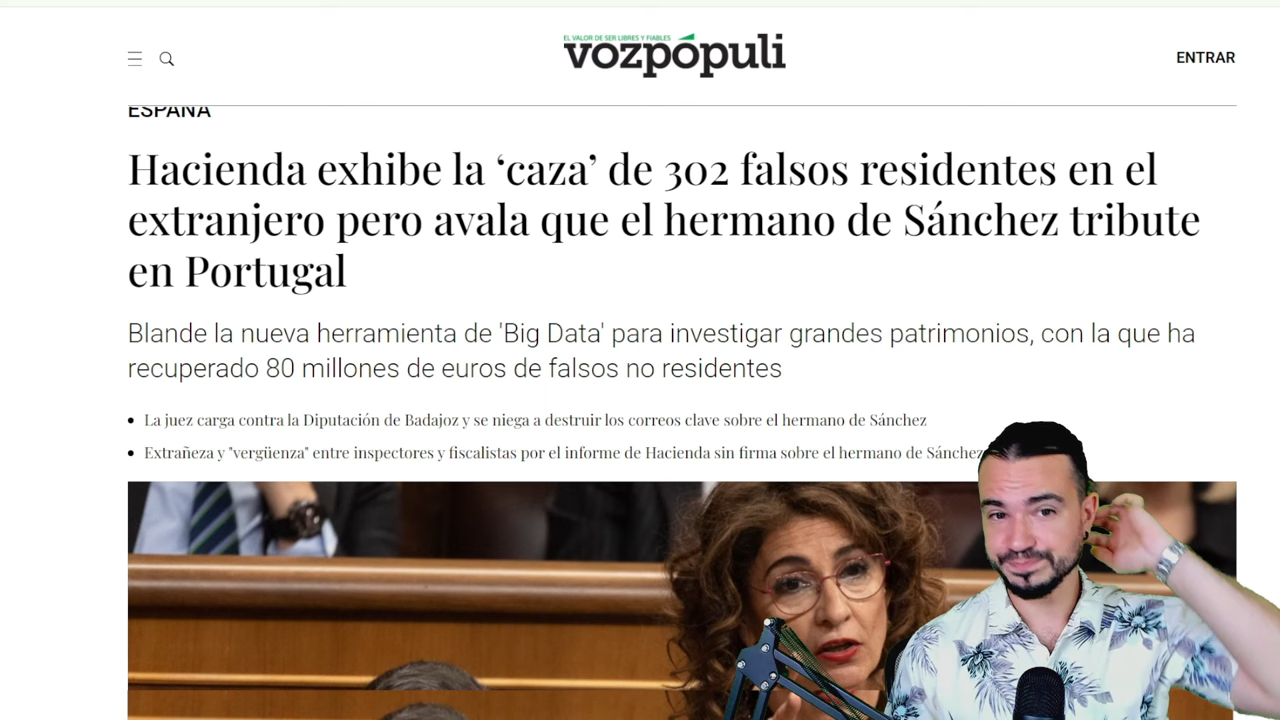 EL VALOR DE SER LIBRES Y FIABLES
vozpópuli
ENTRAR
ESPAÑA
Hacienda exhibe la ‘caza’ de 302 falsos residentes en el
extranjero pero avala que el hermano de Sánchez tribute
en Portugal
Blande la nueva herramienta de 'Big Data' para investigar grandes patrimonios, con la que ha
recuperado 80 millones de euros de falsos no residentes
La juez carga contra la Diputación de Badajoz y se niega a destruir los correos clave sobre el hermano de Sánchez
Extrañeza y "vergüenza" entre inspectores y fiscalistas por el informe de Hacienda sin firma sobre el hermano de Sánchez